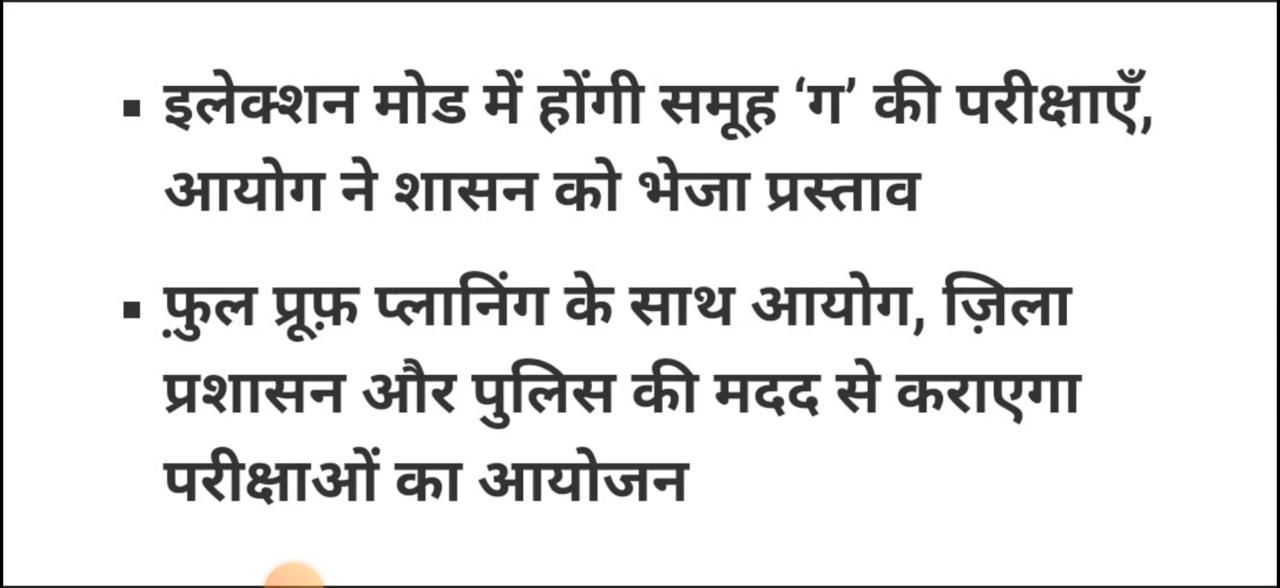 ▪ इलेक्शन मोड में होंगी समूह ‘ग’ की परीक्षाएँ,
आयोग ने शासन को भेजा प्रस्ताव
▪ फ़ुल प्रूफ़ प्लानिंग के साथ आयोग, ज़िला
प्रशासन और पुलिस की मदद से कराएगा
परीक्षाओं का आयोजन